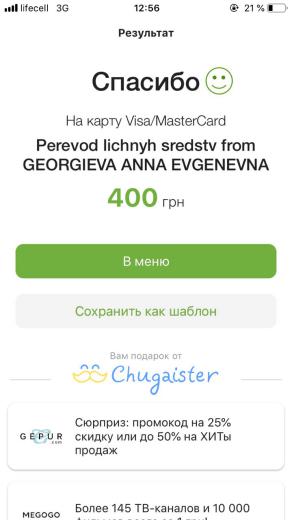 lifecell 3G 12:56 21 %
Результат
Спасибо
На карту Visa/MasterCard
Perevod lichnyh sredstv from
GEORGIEVA ANNA EVGENEVNA
400 грн
В меню
Сохранить как шаблон
Вам подарок от
Chugaister
GEPUR
.com
Сюрприз: промокод на 25%
скидку или до 50% на ХИТы
продаж
MEGOGO
Более 145 ТВ-каналов и 10 000